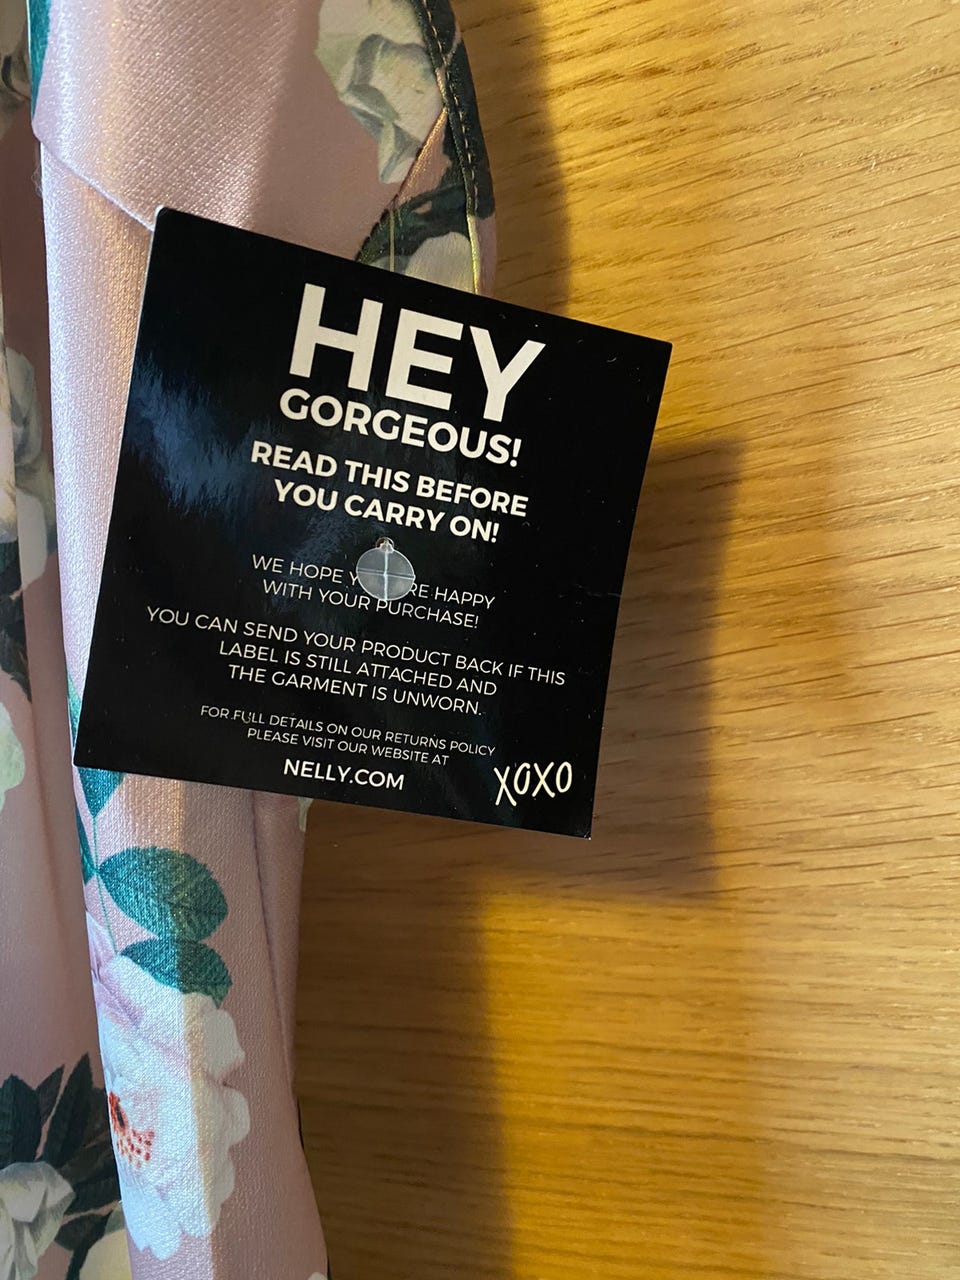 HEY
GORGEOUS!
READ THIS BEFORE
YOU CARRY ON!
WE HOPE HAPPY
WITH YOUR PURCHASE!
YOU CAN SEND YOUR PRODUCT BACK IF THIS
LABEL IS STILL ATTACHED AND
THE GARMENT IS UNWORN.
FOR FULL DETAILS ON OUR RETURNS POLICY
PLEASE VISIT OUR WEBSITE AT
NELLY.COM
XOXO